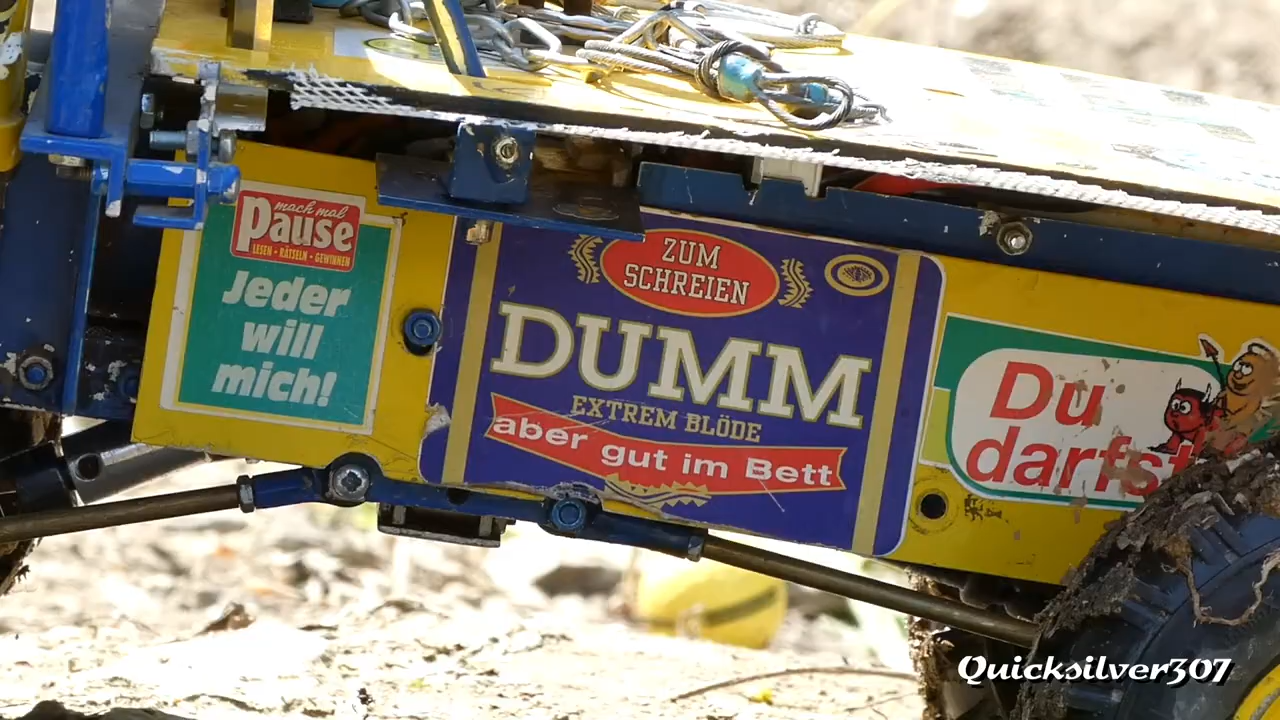 mach mal
Pause
LESEN • RÄTSELN • GEWINNEN
Jeder
will
mich!
ZUM
SCHREIEN
DUMM
EXTREM BLÖDE
aber gut im Bett
Du
darfst
Quicksilver307